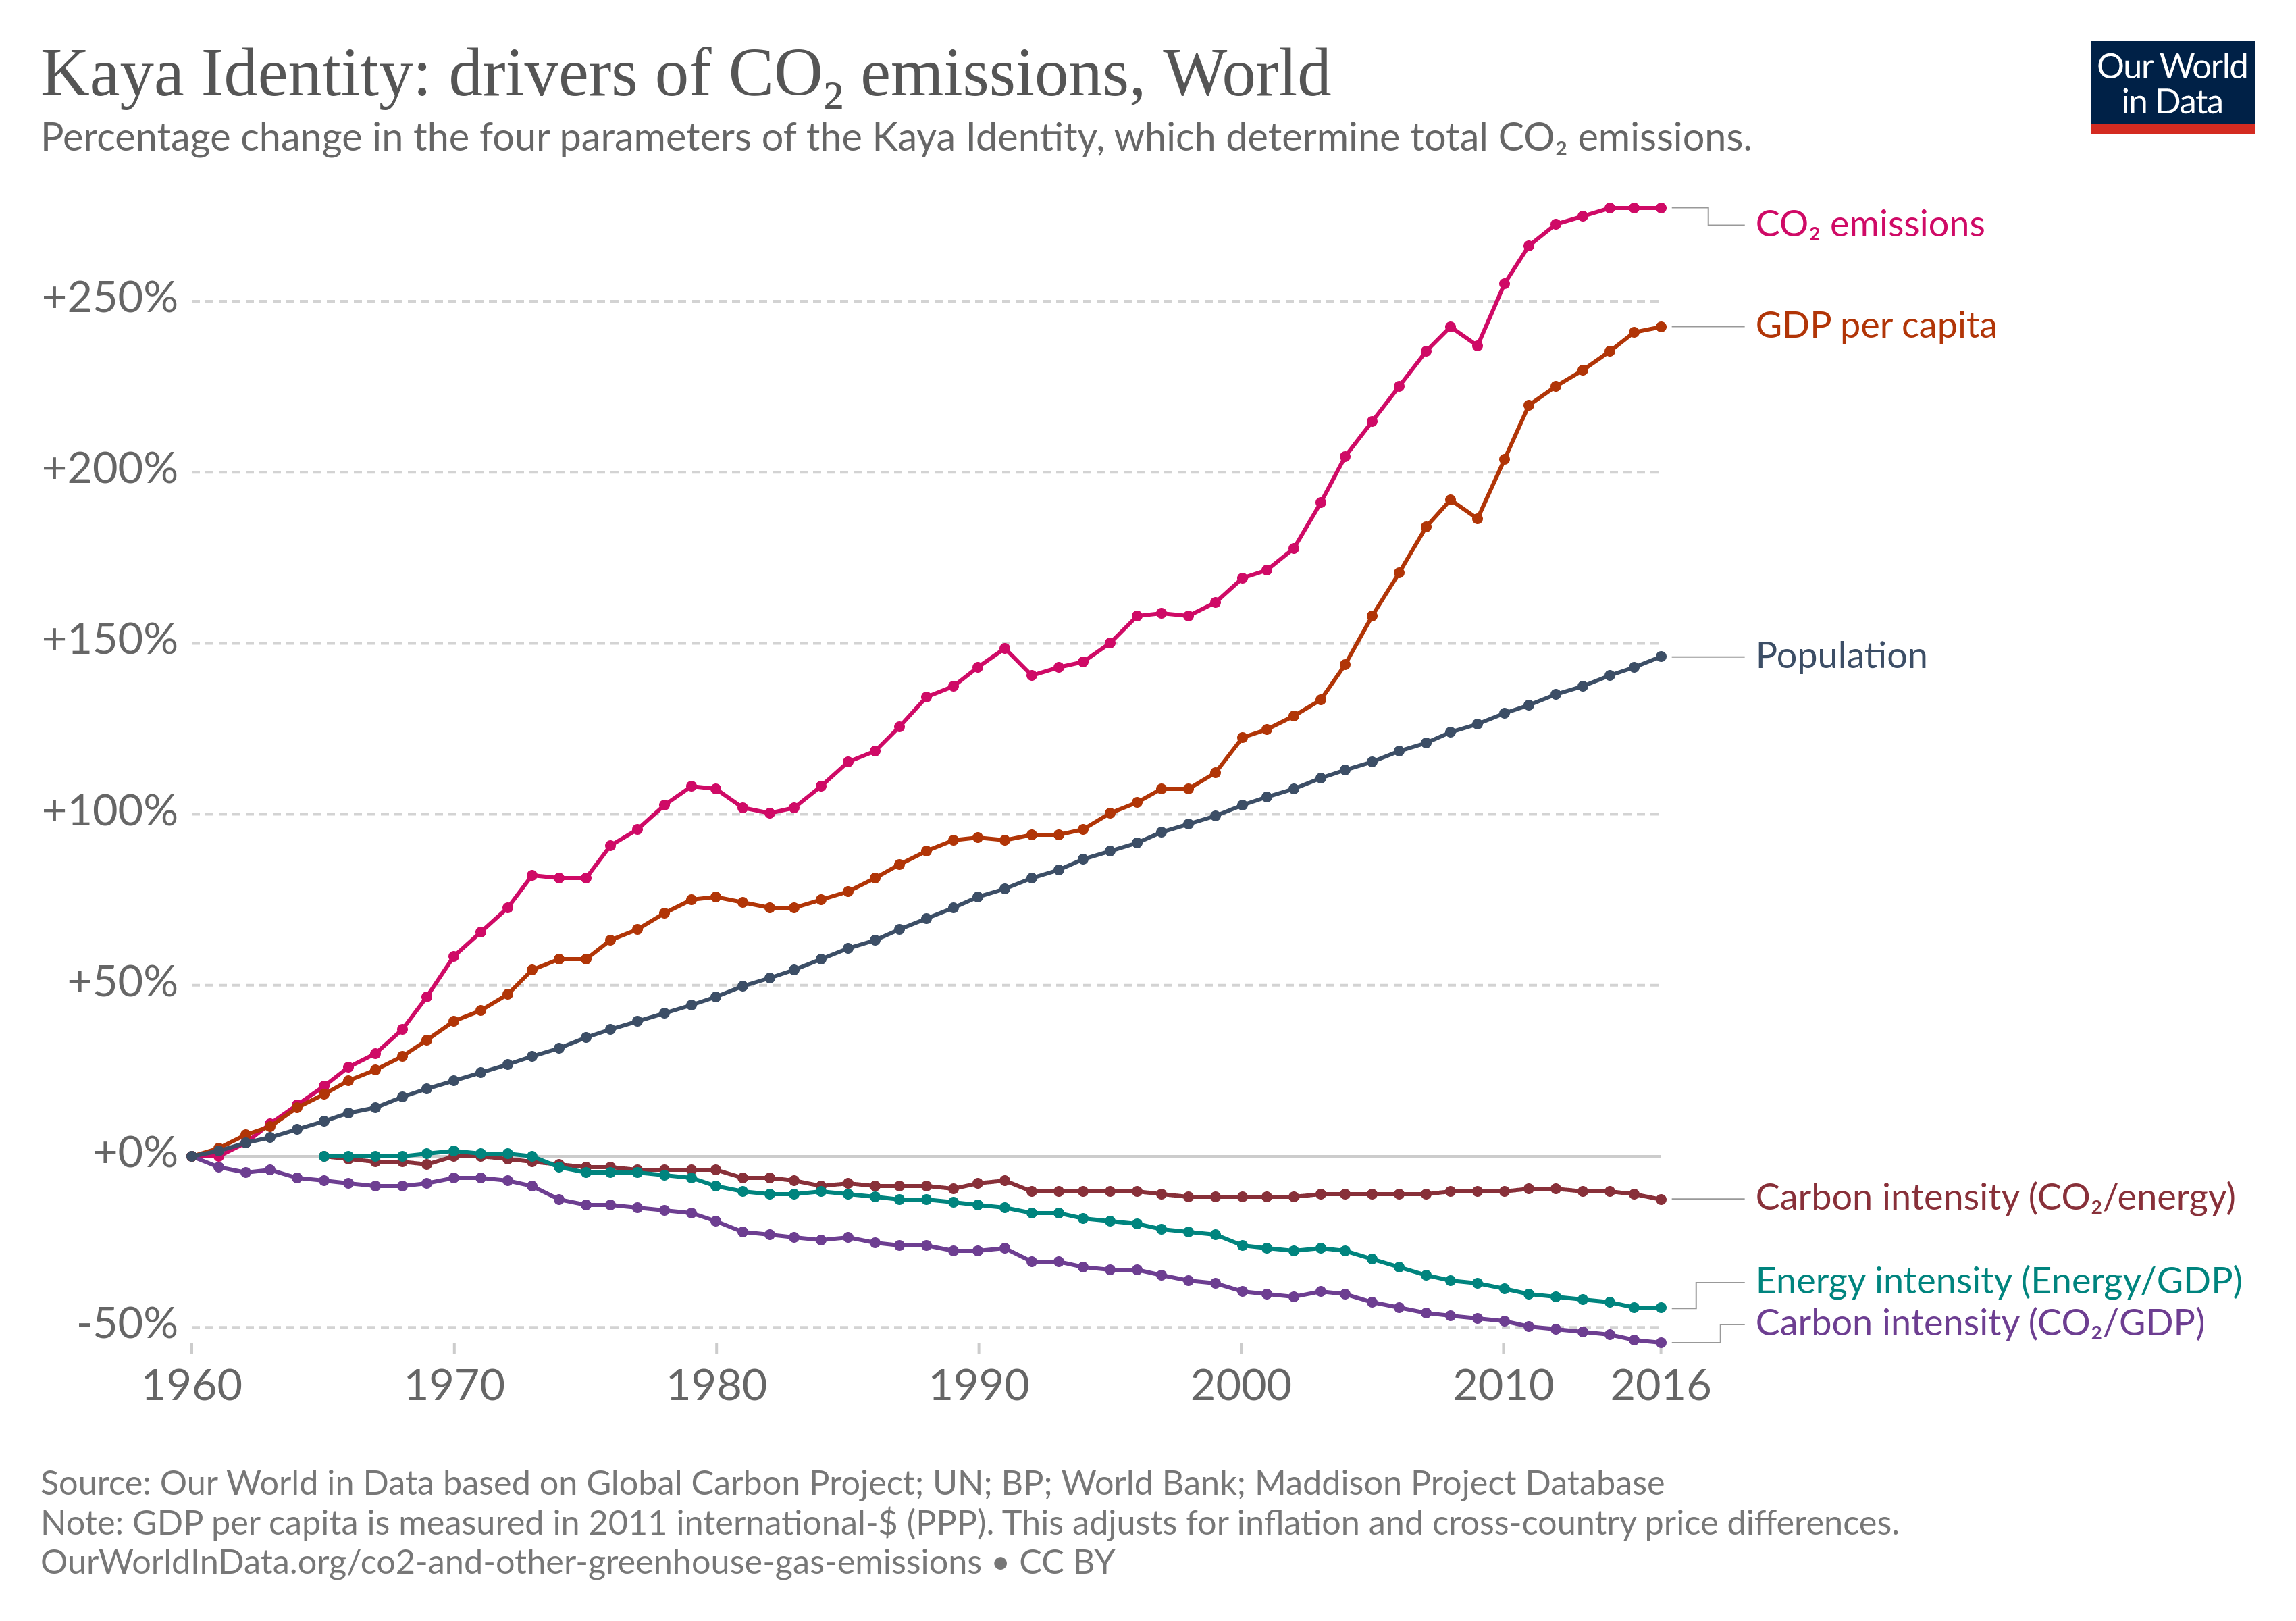 Kaya Identity: drivers of CO₂ emissions, World
Our World
in Data
Percentage change in the four parameters of the Kaya Identity, which determine total CO₂ emissions.
CO₂ emissions
+250%
GDP per capita
+200%
+150%
Population
+100%
+50%
+0%
Carbon intensity (CO₂/energy)
Energy intensity (Energy/GDP)
-50%
Carbon intensity (CO₂/GDP)
1960 1970 1980 1990 2000 2010 2016
Source: Our World in Data based on Global Carbon Project; UN; BP; World Bank; Maddison Project Database
Note: GDP per capita is measured in 2011 international-$ (PPP). This adjusts for inflation and cross-country price differences.
OurWorldInData.org/co2-and-other-greenhouse-gas-emissions • CC BY